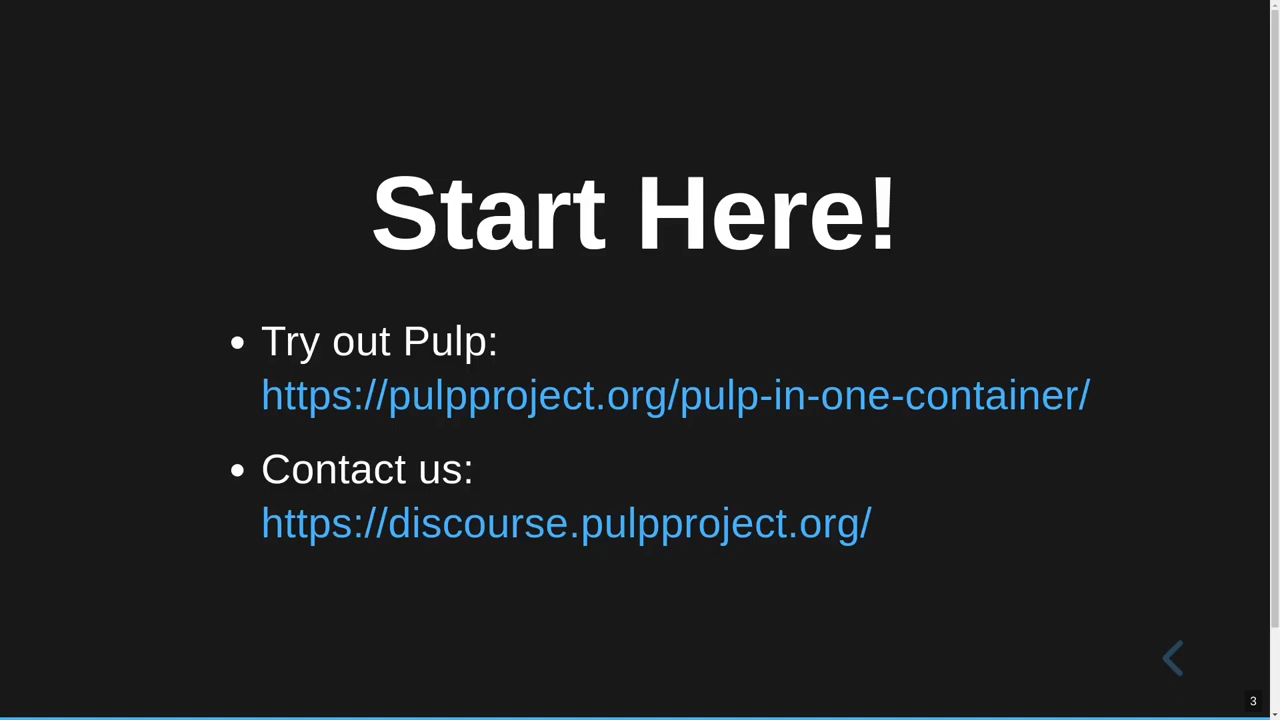 Start Here!
• Try out Pulp:
https://pulpproject.org/pulp-in-one-container/
• Contact us:
https://discourse.pulpproject.org/
3